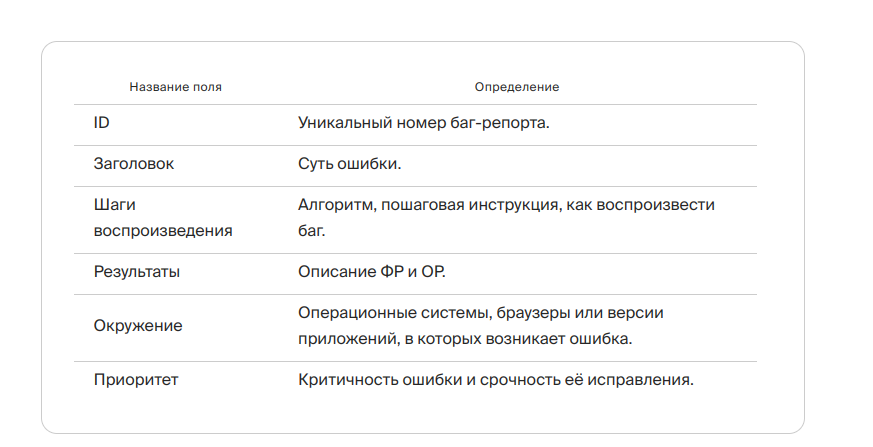 Название поля Определение
ID Уникальный номер баг-репорта.
Заголовок Суть ошибки.
Шаги воспроизведения Алгоритм, пошаговая инструкция, как воспроизвести баг.
Результаты Описание ФР и ОР.
Окружение Операционные системы, браузеры или версии приложений, в которых возникает ошибка.
Приоритет Критичность ошибки и срочность её исправления.